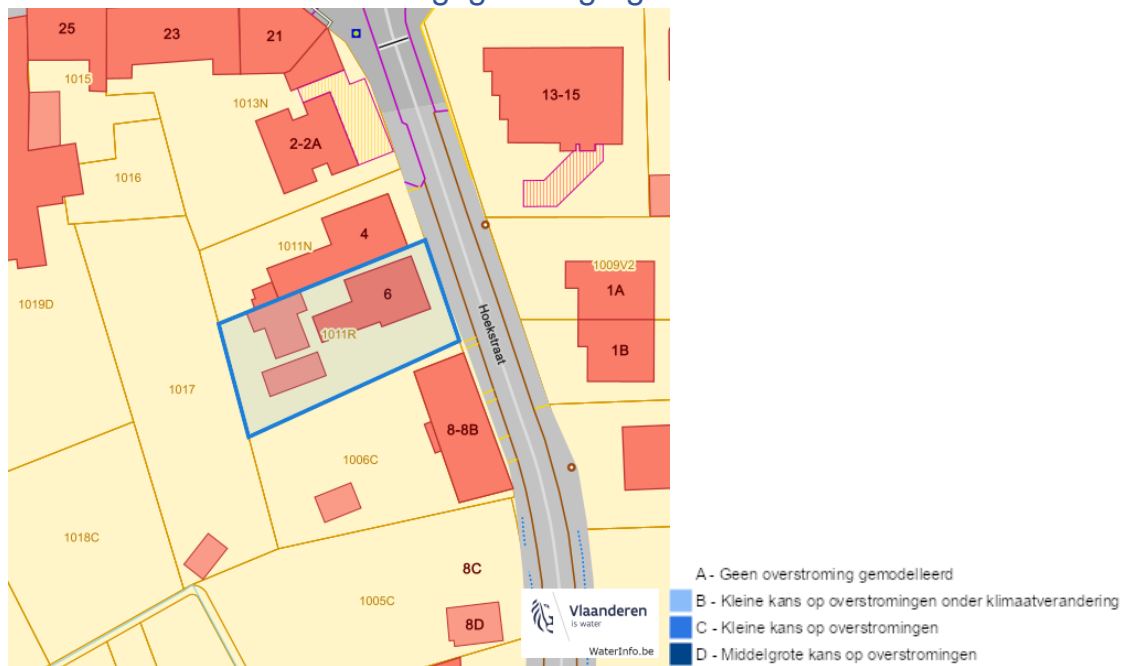 25
23
21
1015
1013N
13-15
2-2A
1016
4
1011N
1009V2
6
1A
1019D
Hoekstraat
1011R
1B
1017
8-8B
1006C
1018C
8C
1005C
8D
Vlaanderen
is water
WaterInfo.be
A - Geen overstroming gemodelleerd
B - Kleine kans op overstromingen onder klimaatverandering
C - Kleine kans op overstromingen
D - Middelgrote kans op overstromingen